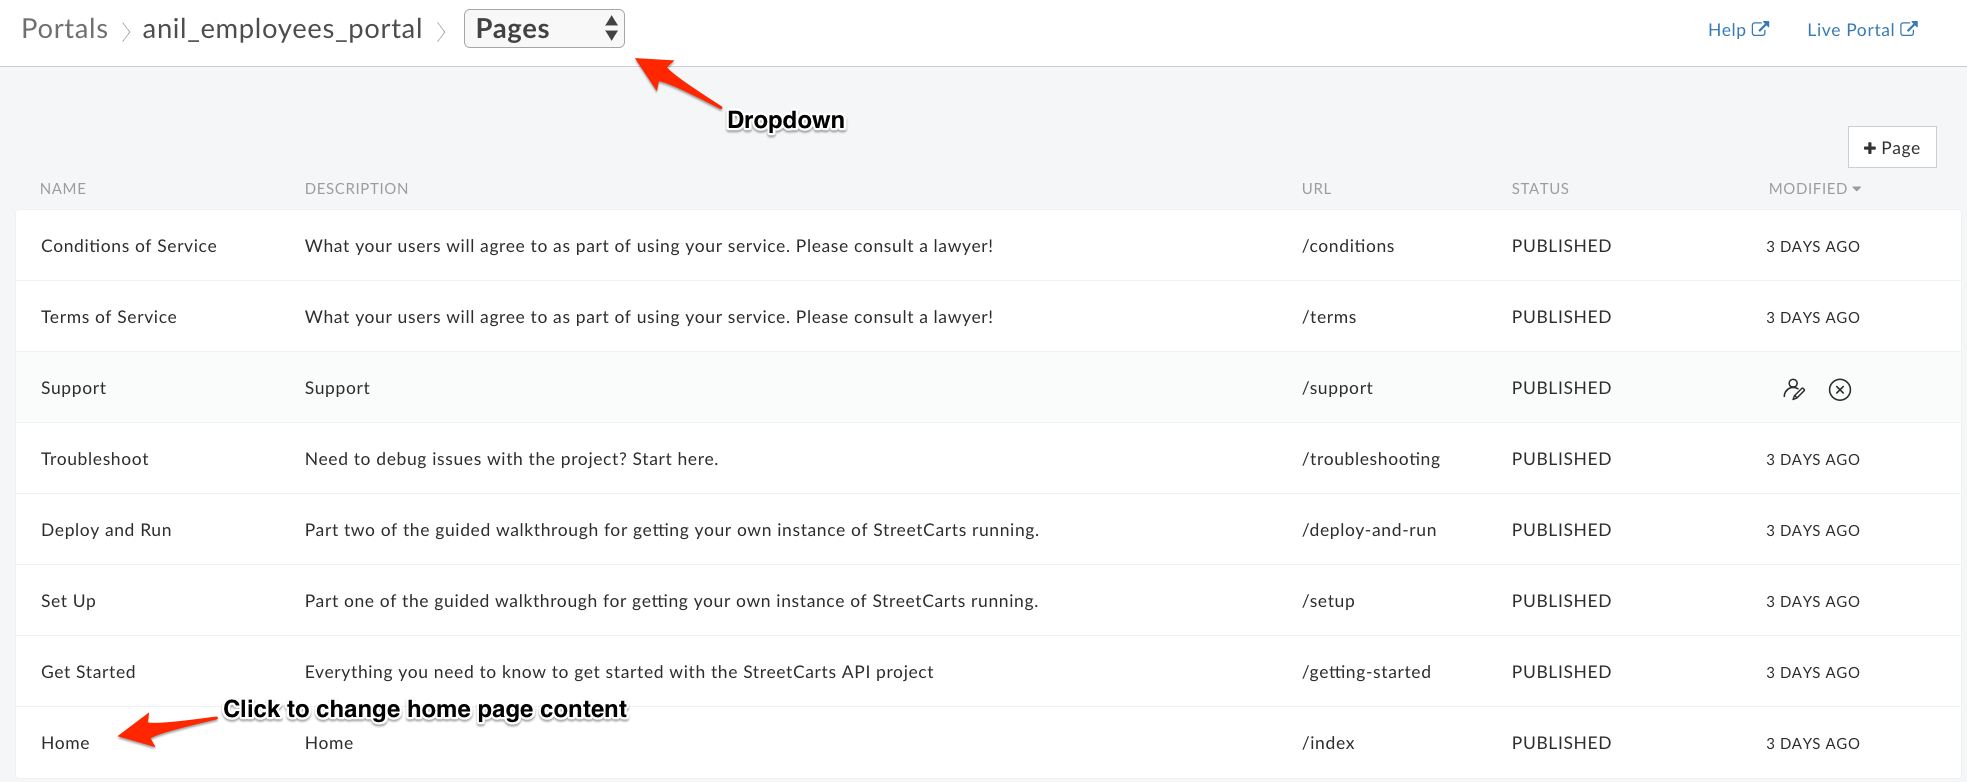 Portals anil_employees_portal Pages Help Live Portal
Dropdown
+ Page
NAME DESCRIPTION URL STATUS MODIFIED
Conditions of Service What your users will agree to as part of using your service. Please consult a lawyer! /conditions PUBLISHED 3 DAYS AGO
Terms of Service What your users will agree to as part of using your service. Please consult a lawyer! /terms PUBLISHED 3 DAYS AGO
Support Support /support PUBLISHED
Troubleshoot Need to debug issues with the project? Start here. /troubleshooting PUBLISHED 3 DAYS AGO
Deploy and Run Part two of the guided walkthrough for getting your own instance of StreetCarts running. /deploy-and-run PUBLISHED 3 DAYS AGO
Set Up Part one of the guided walkthrough for getting your own instance of StreetCarts running. /setup PUBLISHED 3 DAYS AGO
Get Started Everything you need to know to get started with the StreetCarts API project /getting-started PUBLISHED 3 DAYS AGO
Click to change home page content
Home Home /index PUBLISHED 3 DAYS AGO